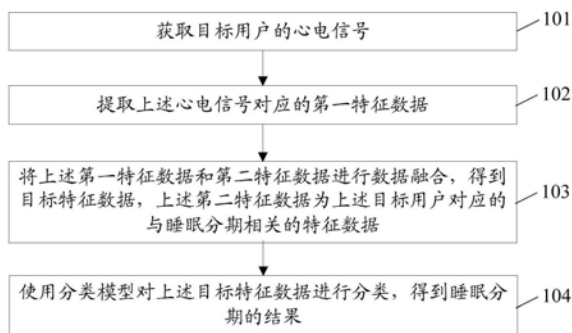 获取目标用户的心电信号
101
提取上述心电信号对应的第一特征数据
102
将上述第一特征数据和第二特征数据进行数据融合，得到
目标特征数据，上述第二特征数据为上述目标用户对应的
与睡眠分期相关的特征数据
103
使用分类模型对上述目标特征数据进行分类，得到睡眠分
期的结果
104